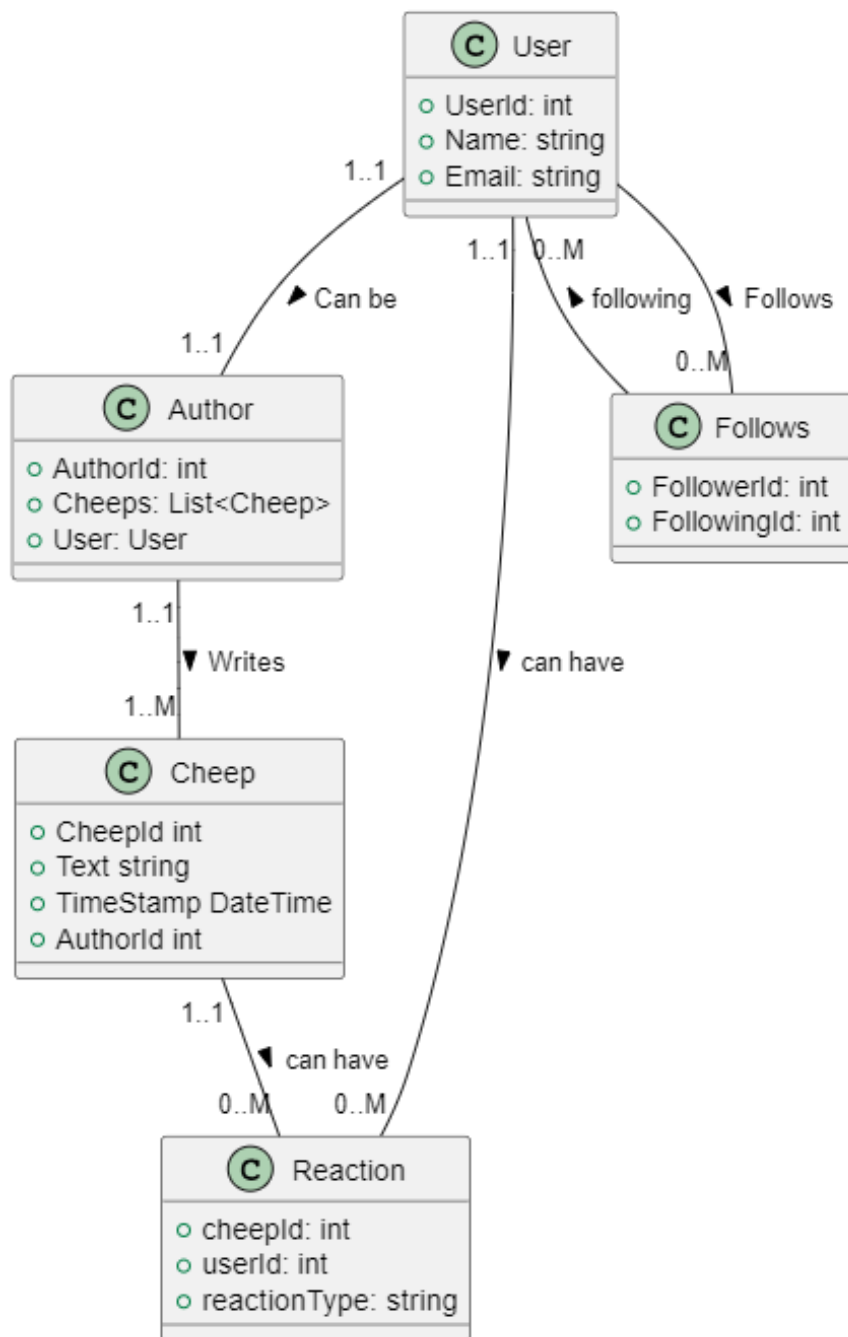 C User
UserId: int
Name: string
Email: string
1..1
1..1
0..M
Can be
following
Follows
1..1
0..M
C Author
AuthorId: int
Cheeps: List<Cheep>
User: User
C Follows
FollowerId: int
FollowingId: int
1..1
Writes
can have
1..M
C Cheep
CheepId int
Text string
TimeStamp DateTime
AuthorId int
1..1
can have
0..M
0..M
C Reaction
cheepId: int
userId: int
reactionType: string